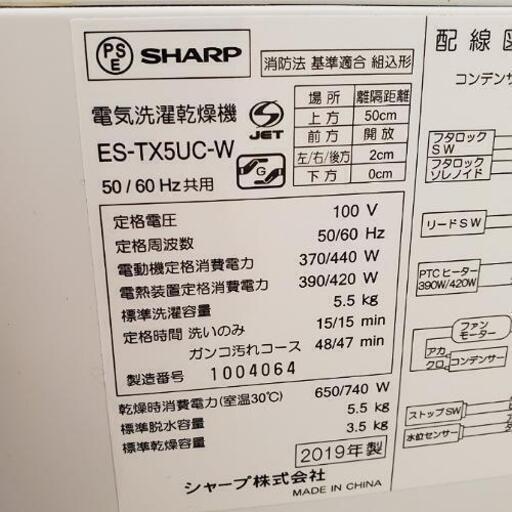 PS
E
SHARP
消防法 基準適合 組込形
電気洗濯乾燥機
S-JET
ES-TX5UC-W
G
50/60 Hz共用
場所 離隔距離
上方 50cm
前方 開放
左/右/後方 2cm
下方 0cm
定格電圧 100 V
定格周波数 50/60 Hz
電動機定格消費電力 370/440 W
電熱装置定格消費電力 390/420 W
標準洗濯容量 5.5 kg
定格時間 洗いのみ 15/15 min
ガンコ汚れコース 48/47 min
製造番号 1004064
乾燥時消費電力(室温30℃) 650/740 W
標準脱水容量 5.5 kg
標準乾燥容量 3.5 kg
2019年製
シャープ株式会社
MADE IN CHINA
配線図
コンデンサ
フタロック
SW
フタロック
ソレノイド
リードSW
PTCヒーター
390W/420W
ファン
モーター
アカ
クロ
コンデンサー
ストップSW
水位センサー